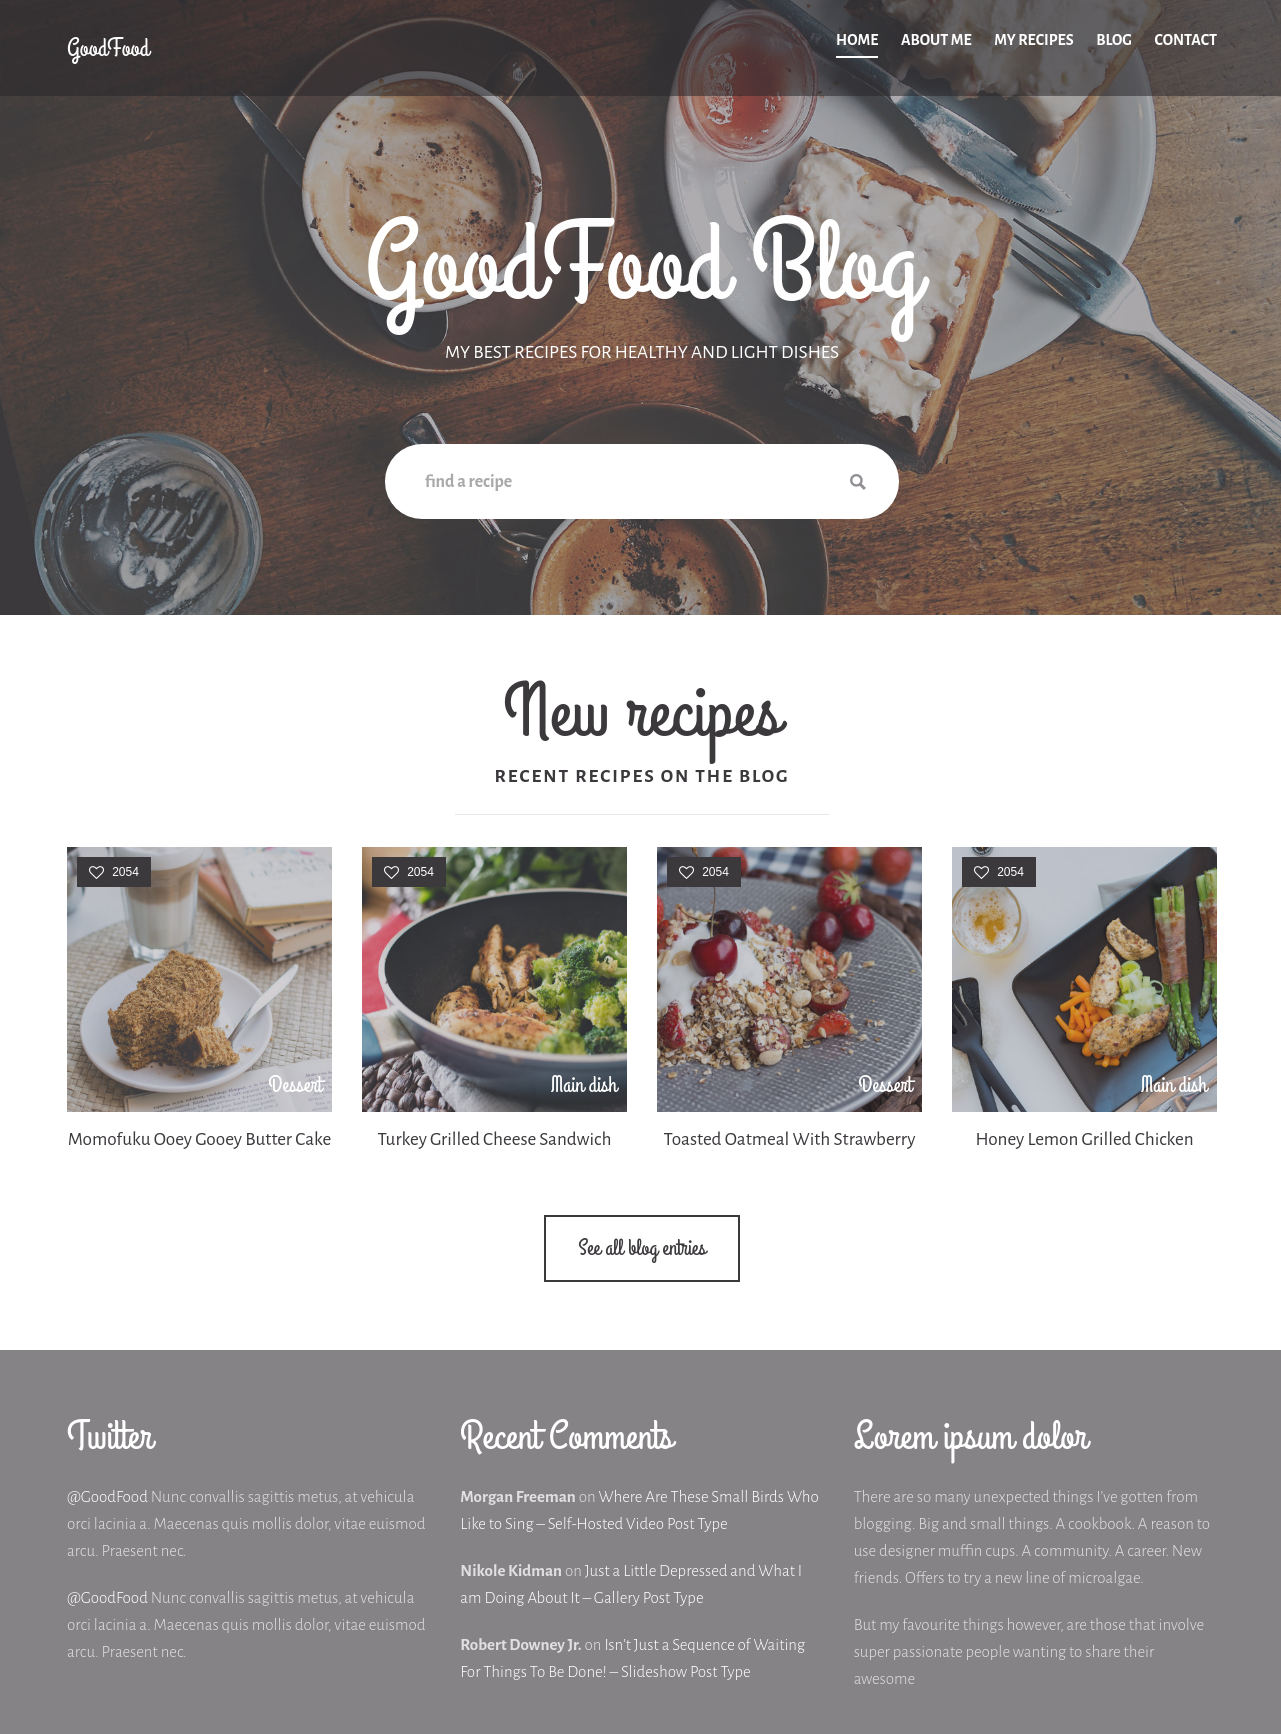 GoodFood
HOME ABOUT ME MY RECIPES BLOG CONTACT
GoodFood Blog
MY BEST RECIPES FOR HEALTHY AND LIGHT DISHES
find a recipe
New recipes
RECENT RECIPES ON THE BLOG
2054
Dessert
Momofuku Ooey Gooey Butter Cake
2054
Main dish
Turkey Grilled Cheese Sandwich
2054
Dessert
Toasted Oatmeal With Strawberry
2054
Main dish
Honey Lemon Grilled Chicken
See all blog entries
Twitter
@GoodFood Nunc convallis sagittis metus, at vehicula
orci lacinia a. Maecenas quis mollis dolor, vitae euismod
arcu. Praesent nec.
@GoodFood Nunc convallis sagittis metus, at vehicula
orci lacinia a. Maecenas quis mollis dolor, vitae euismod
arcu. Praesent nec.
Recent Comments
Morgan Freeman on Where Are These Small Birds Who
Like to Sing – Self-Hosted Video Post Type
Nikole Kidman on Just a Little Depressed and What I
am Doing About It – Gallery Post Type
Robert Downey Jr. on Isn't Just a Sequence of Waiting
For Things To Be Done! – Slideshow Post Type
Lorem ipsum dolor
There are so many unexpected things I've gotten from
blogging. Big and small things. A cookbook. A reason to
use designer muffin cups. A community. A career. New
friends. Offers to try a new line of microalgae.
But my favourite things however, are those that involve
super passionate people wanting to share their
awesome